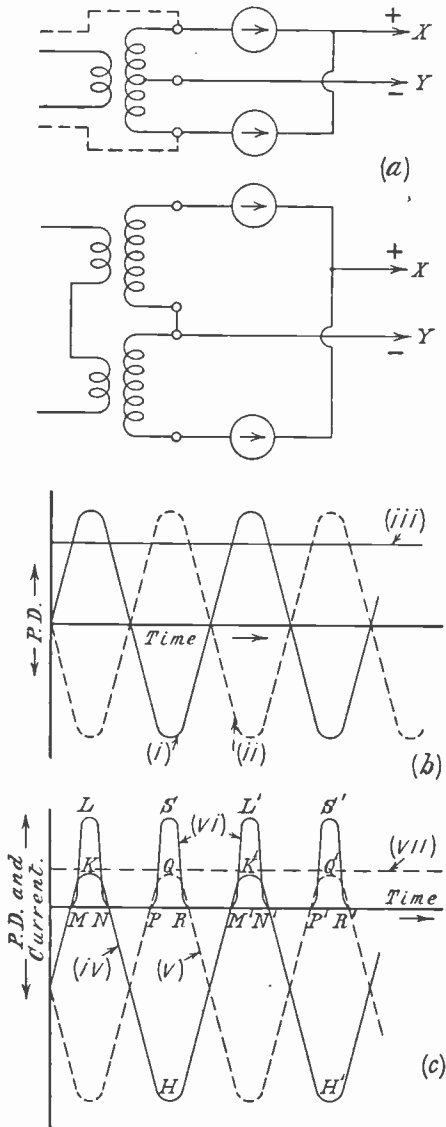 +
X
Y
−
(a)
+
X
Y
−
(iii)
P.D.
Time
(i)
(ii)
(b)
L S L' S'
(vi)
(vii)
K Q K' Q'
P.D. and
Current.
Time
M N P R M' N' P' R'
(iv)
(v)
H H'
(c)